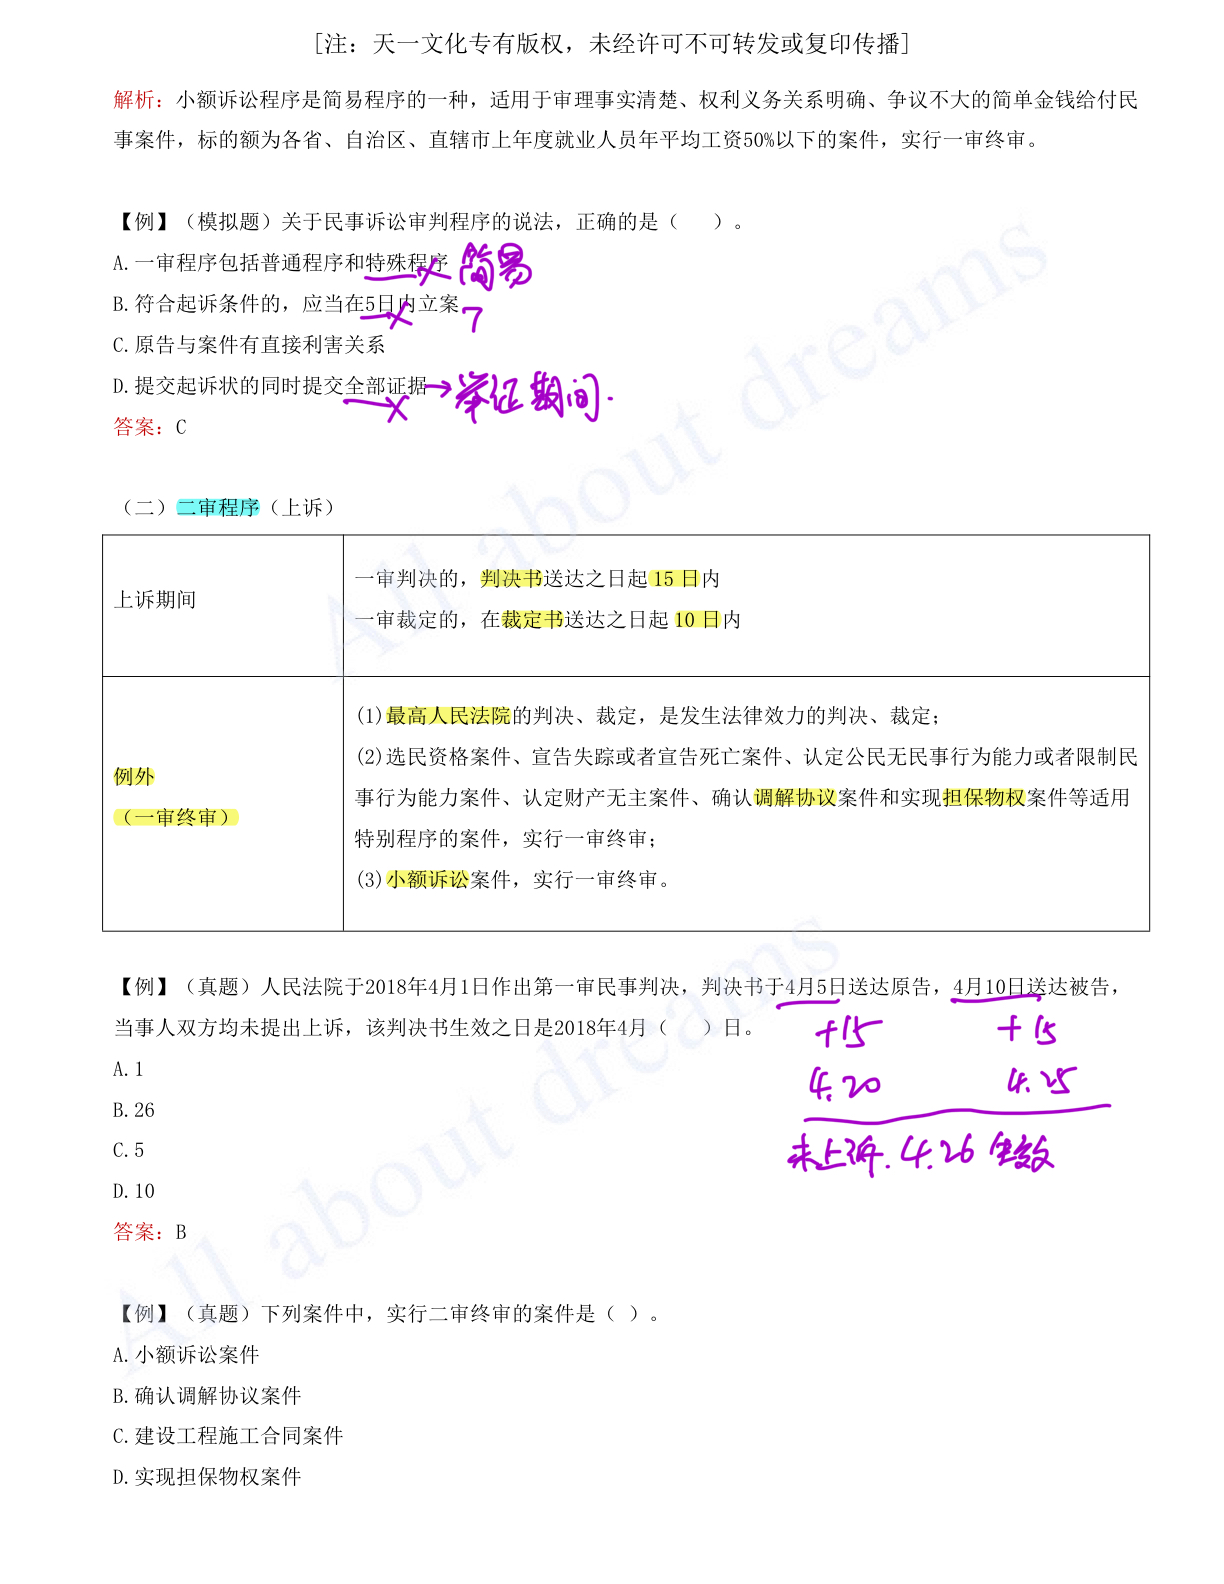 [注：天一文化专有版权，未经许可不可转发或复印传播]
解析：小额诉讼程序是简易程序的一种，适用于审理事实清楚、权利义务关系明确、争议不大的简单金钱给付民
事案件，标的额为各省、自治区、直辖市上年度就业人员年平均工资50%以下的案件，实行一审终审。
【例】（模拟题）关于民事诉讼审判程序的说法，正确的是（　　）。
A.一审程序包括普通程序和特殊程序 × 简易
B.符合起诉条件的，应当在5日内立案 × 7
C.原告与案件有直接利害关系
D.提交起诉状的同时提交全部证据 × → 举证期间.
答案：C
（二）二审程序（上诉）
上诉期间
一审判决的，判决书送达之日起 15 日内
一审裁定的，在裁定书送达之日起 10 日内
例外
（一审终审）
(1)最高人民法院的判决、裁定，是发生法律效力的判决、裁定；
(2)选民资格案件、宣告失踪或者宣告死亡案件、认定公民无民事行为能力或者限制民
事行为能力案件、认定财产无主案件、确认调解协议案件和实现担保物权案件等适用
特别程序的案件，实行一审终审；
(3)小额诉讼案件，实行一审终审。
【例】（真题）人民法院于2018年4月1日作出第一审民事判决，判决书于4月5日送达原告，4月10日送达被告，
当事人双方均未提出上诉，该判决书生效之日是2018年4月（　　）日。
+15 +15
4.20 4.25
未上诉. 4.26 生效
A.1
B.26
C.5
D.10
答案：B
【例】（真题）下列案件中，实行二审终审的案件是（ ）。
A.小额诉讼案件
B.确认调解协议案件
C.建设工程施工合同案件
D.实现担保物权案件
All about dreams
All about dreams